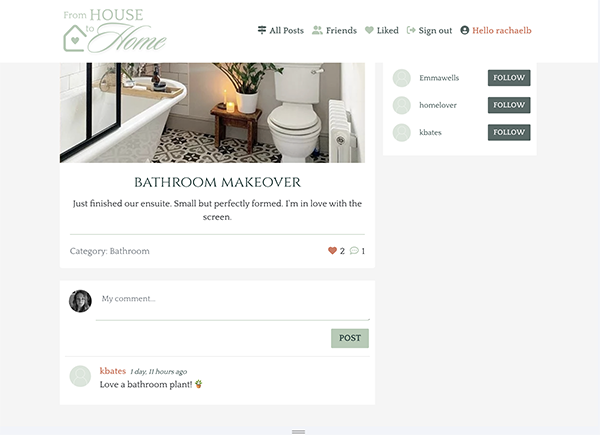 From HOUSE
to Home
All Posts Friends Liked Sign out Hello rachaelb
Emmawells FOLLOW
homelover FOLLOW
kbates FOLLOW
BATHROOM MAKEOVER
Just finished our ensuite. Small but perfectly formed. I'm in love with the
screen.
Category: Bathroom 2 1
My comment...
POST
kbates 1 day, 11 hours ago
Love a bathroom plant! 🪴